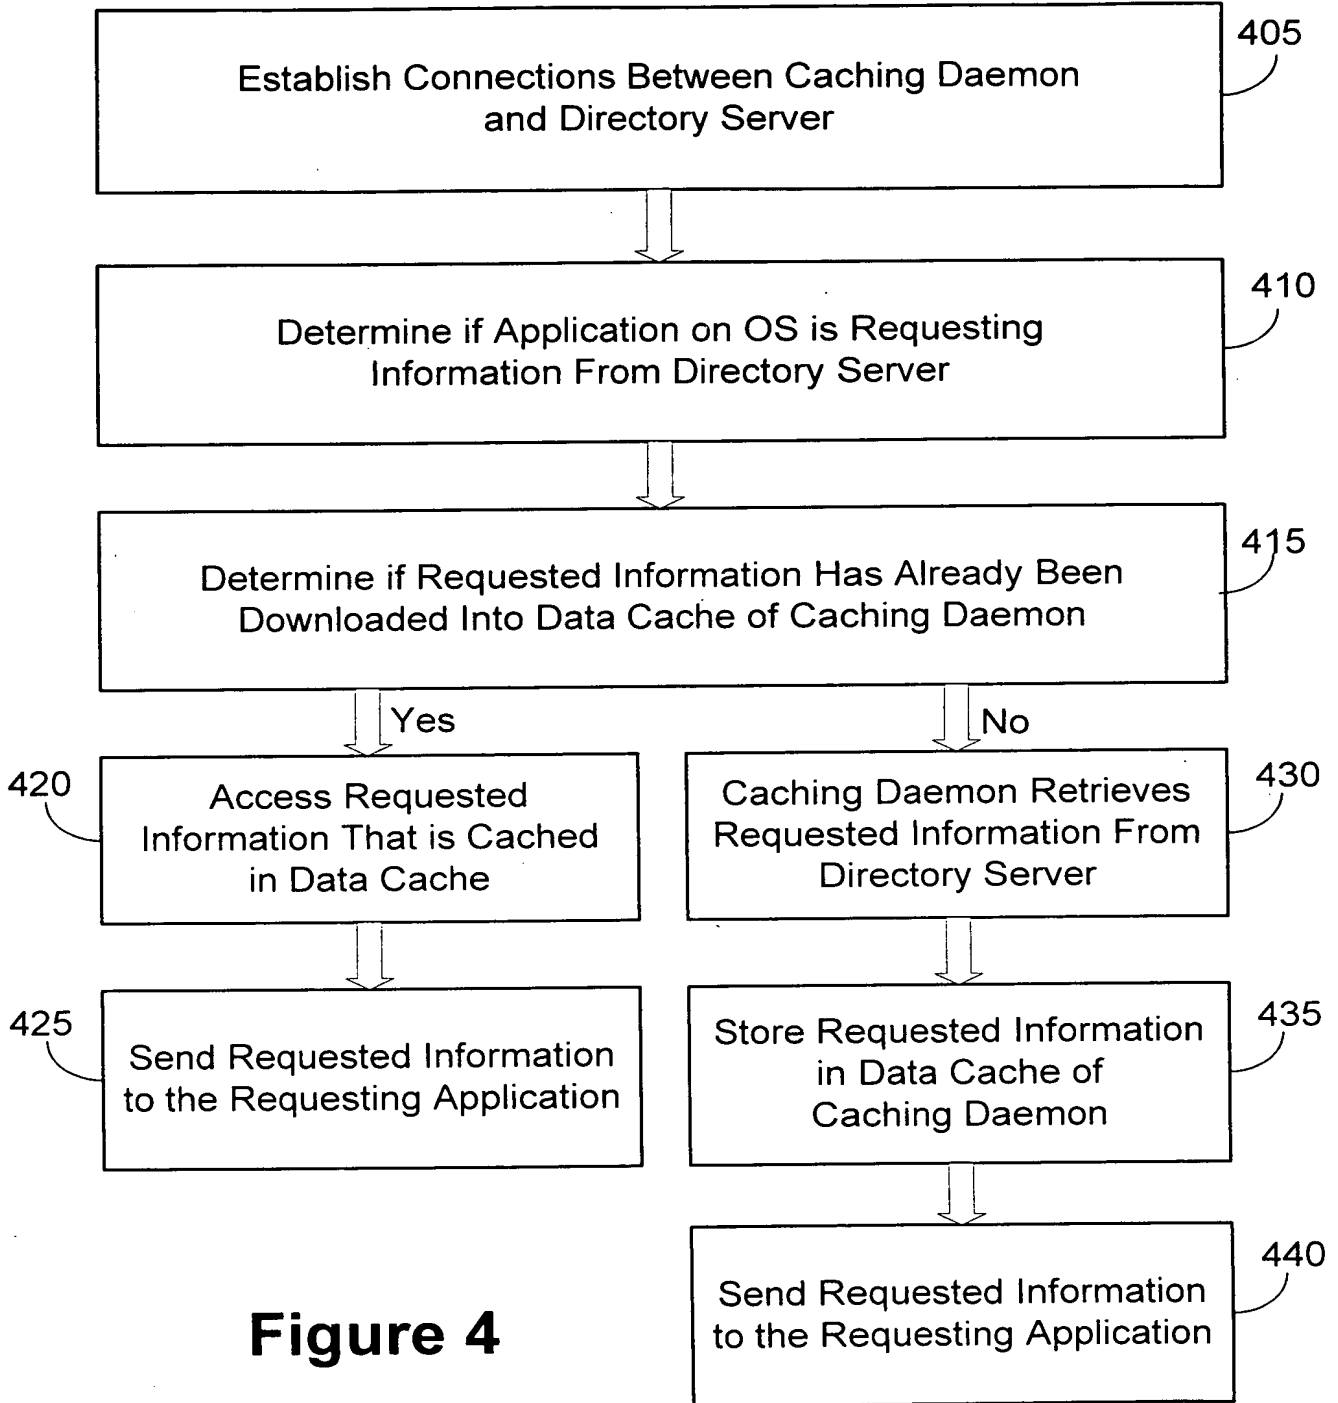 405
Establish Connections Between Caching Daemon
and Directory Server
410
Determine if Application on OS is Requesting
Information From Directory Server
415
Determine if Requested Information Has Already Been
Downloaded Into Data Cache of Caching Daemon
Yes
No
420
Access Requested
Information That is Cached
in Data Cache
430
Caching Daemon Retrieves
Requested Information From
Directory Server
425
Send Requested Information
to the Requesting Application
435
Store Requested Information
in Data Cache of
Caching Daemon
440
Send Requested Information
to the Requesting Application
Figure 4